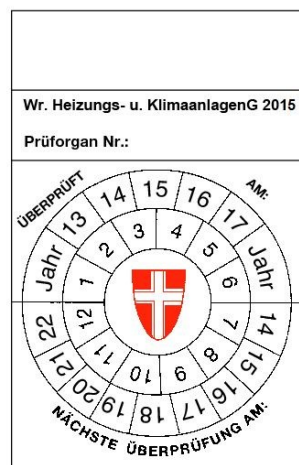 Wr. Heizungs- u. KlimaanlagenG 2015
Prüforgan Nr.:
ÜBERPRÜFT AM:
Jahr 13 14 15 16 17 Jahr
1 2 3 4 5 6
7 8 9 10 11 12
14 15 16 17 18 19 20 21 22
NÄCHSTE ÜBERPRÜFUNG AM: